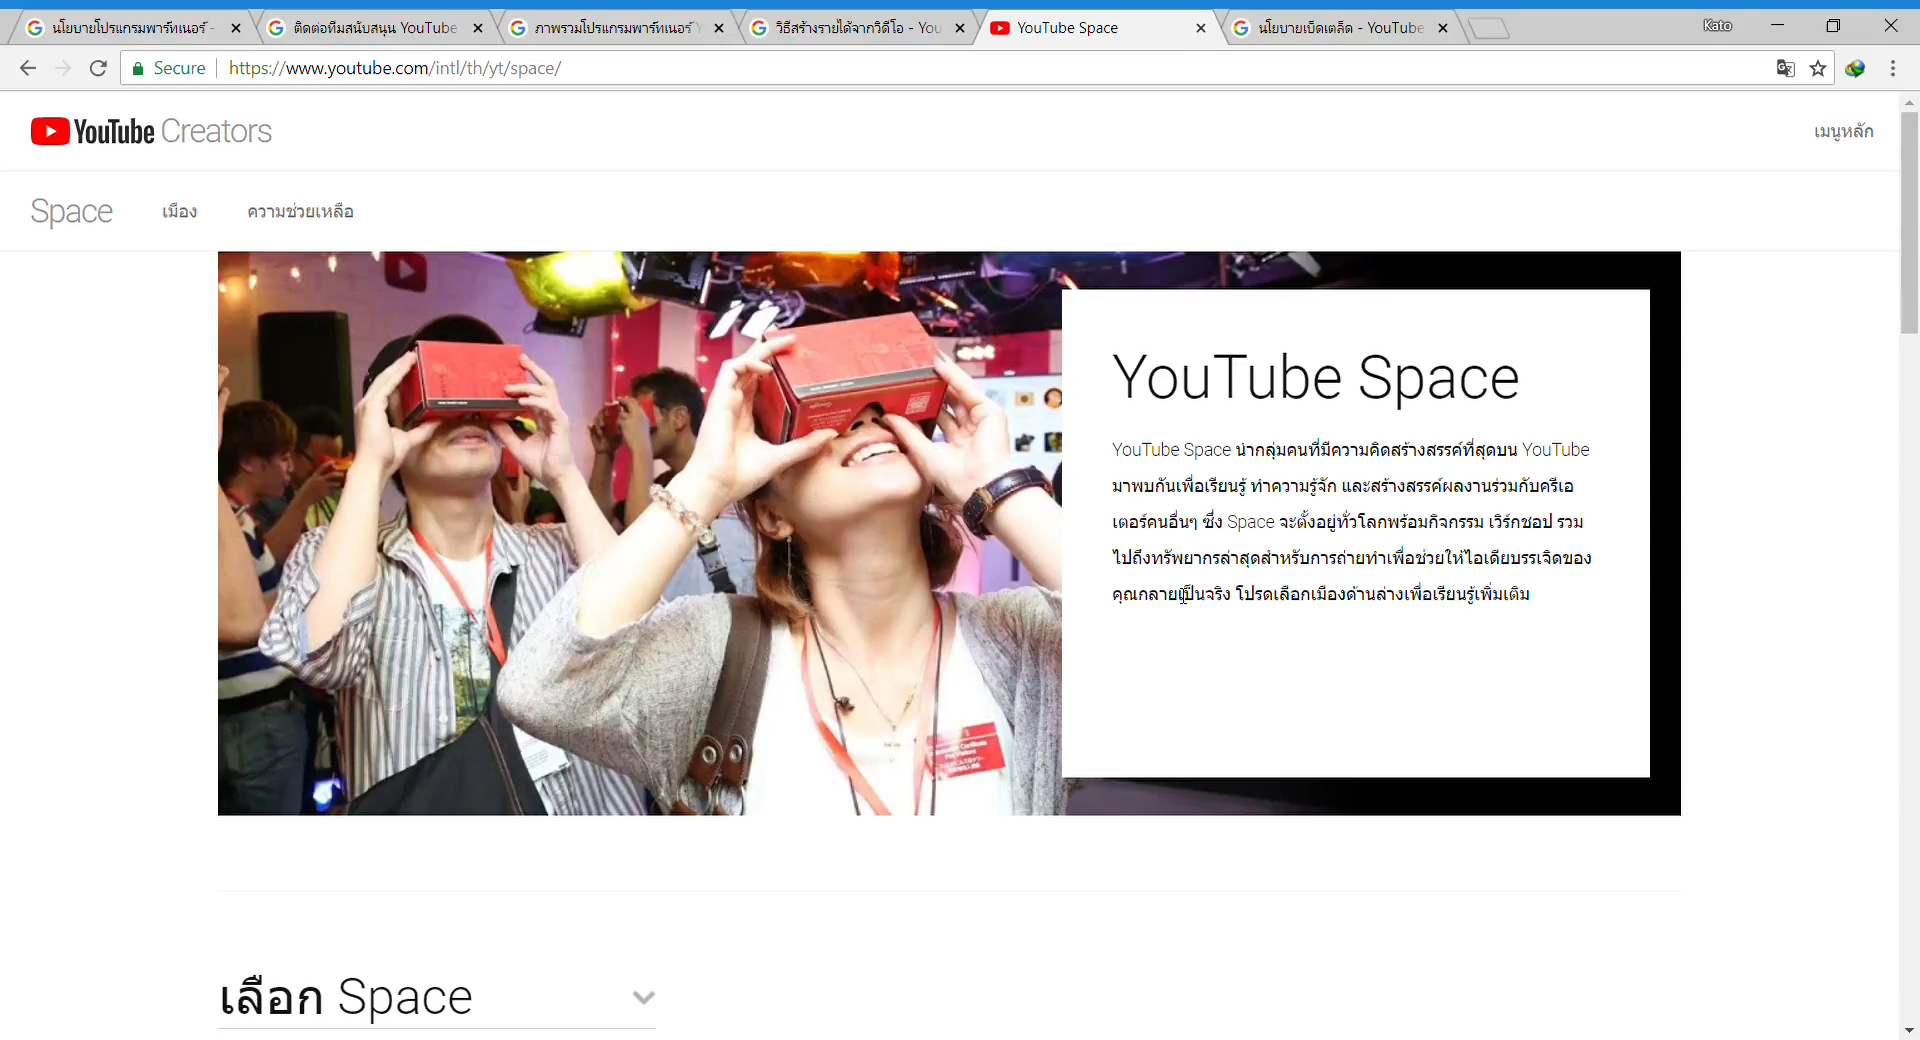 นโยบายโปรแกรมพาร์ทเนอร์ -
ติดต่อทีมสนับสนุน YouTube
ภาพรวมโปรแกรมพาร์ทเนอร์ Y
วิธีสร้างรายได้จากวิดีโอ - You
YouTube Space
นโยบายเบ็ดเตล็ด - YouTube
Kato
Secure
https://www.youtube.com/intl/th/yt/space/
YouTube Creators
เมนูหลัก
Space
เมือง
ความช่วยเหลือ
YouTube Space
YouTube Space นำกลุ่มคนที่มีความคิดสร้างสรรค์ที่สุดบน YouTube
มาพบกันเพื่อเรียนรู้ ทำความรู้จัก และสร้างสรรค์ผลงานร่วมกับครีเอ
เตอร์คนอื่นๆ ซึ่ง Space จะตั้งอยู่ทั่วโลกพร้อมกิจกรรม เวิร์กชอป รวม
ไปถึงทรัพยากรล่าสุดสำหรับการถ่ายทำเพื่อช่วยให้ไอเดียบรรเจิดของ
คุณกลายเป็นจริง โปรดเลือกเมืองด้านล่างเพื่อเรียนรู้เพิ่มเติม
เลือก Space